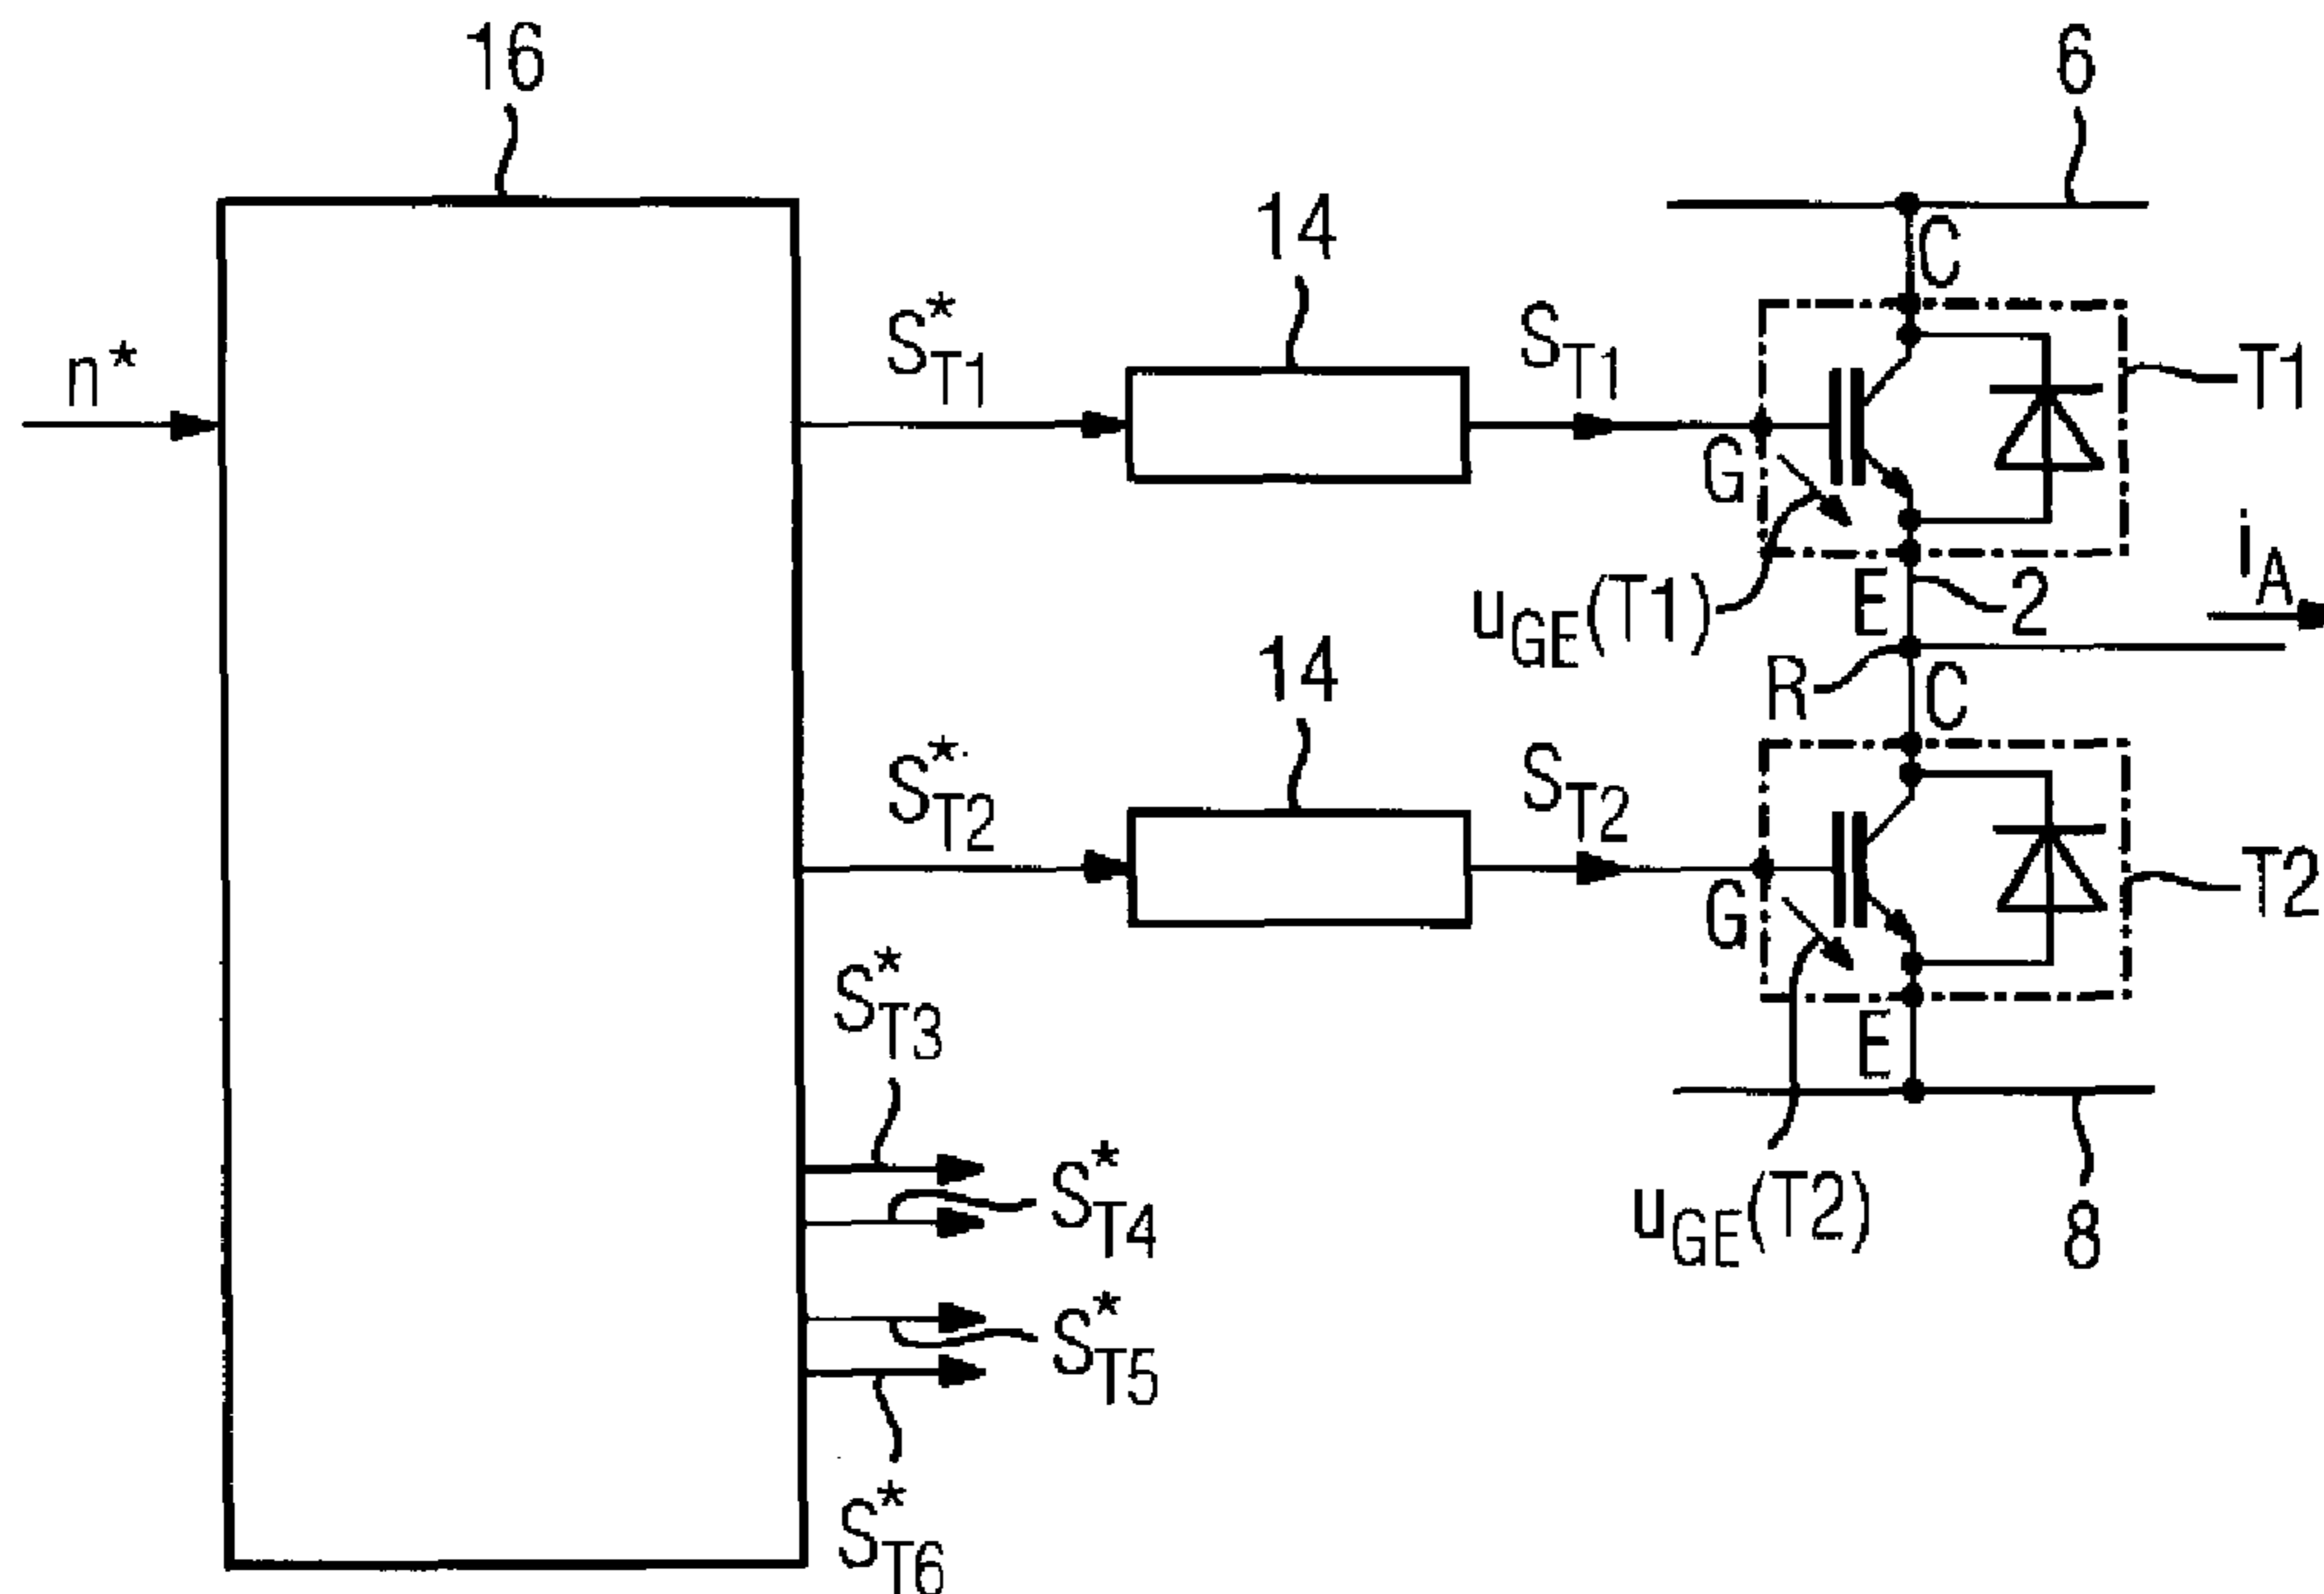 16
6
14
C
n*
S*T1
ST1
T1
G
iA
uGE(T1)
E
2
14
R
C
S*T2
ST2
T2
G
S*T3
E
S*T4
uGE(T2)
8
S*T5
S*T6